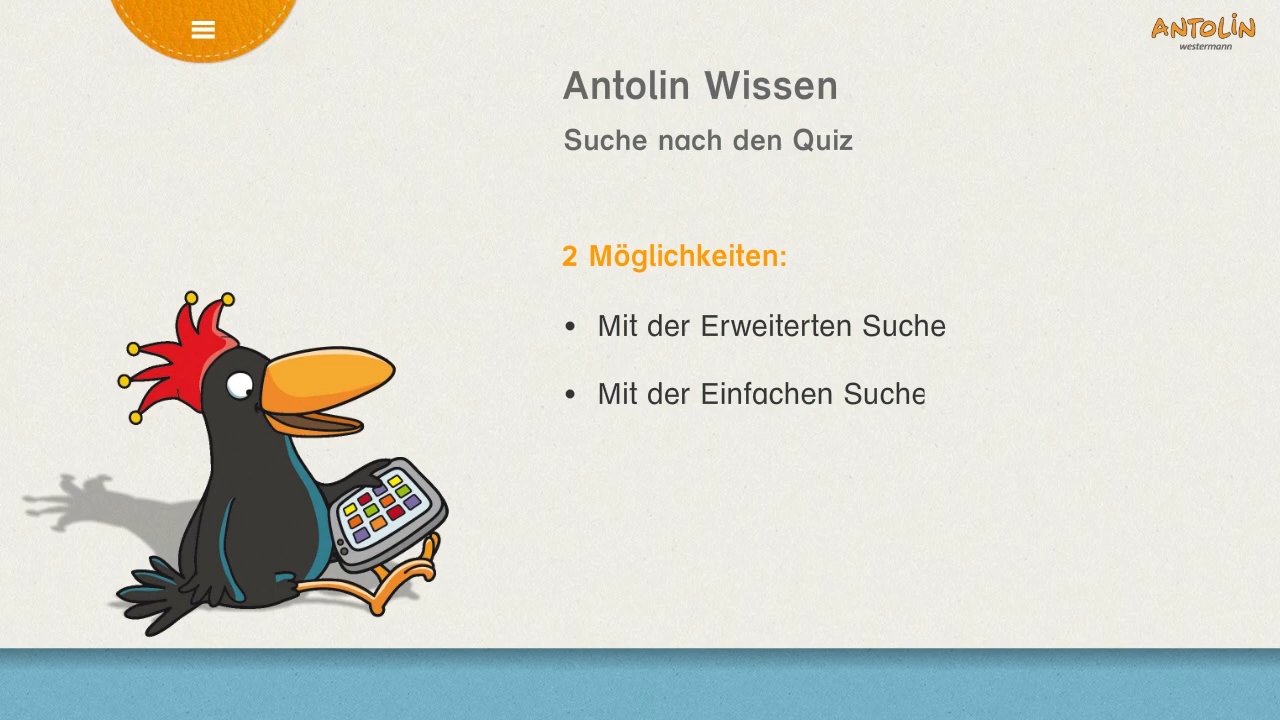 ANTOLIN
westermann
Antolin Wissen
Suche nach den Quiz
2 Möglichkeiten:
• Mit der Erweiterten Suche
• Mit der Einfachen Suche